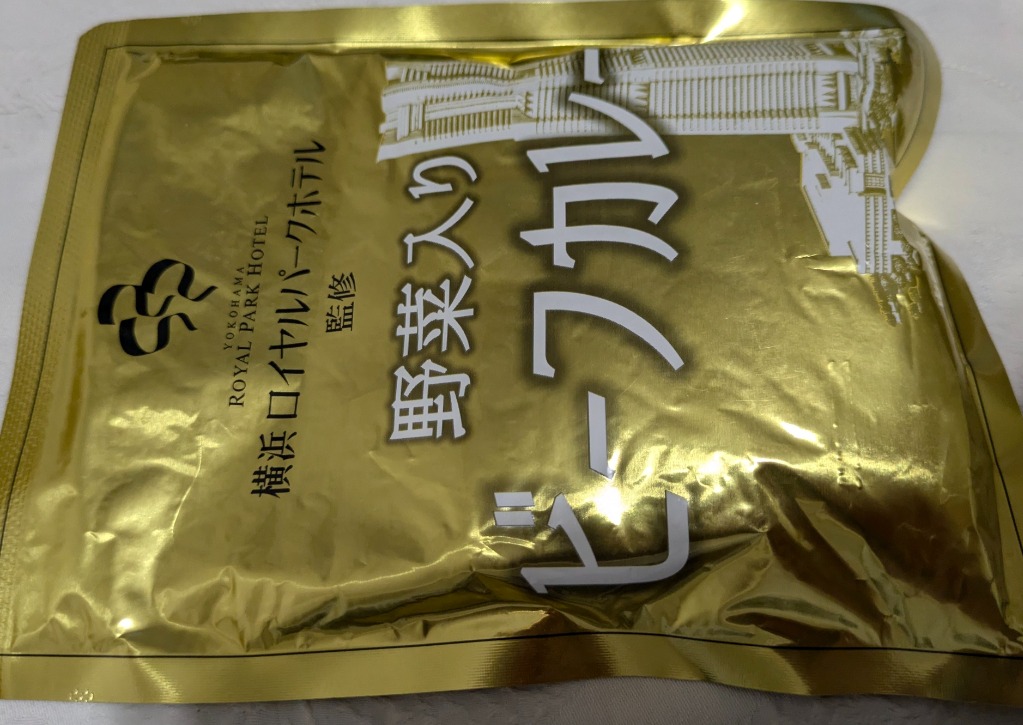 YOKOHAMA
ROYAL PARK HOTEL
横浜 ロイヤルパークホテル
監修
野菜入り
ビーフカレー